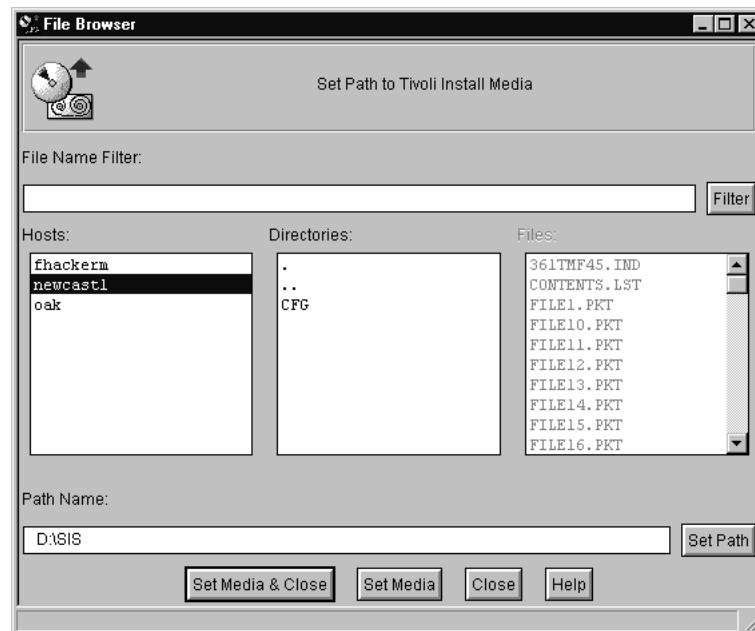 File Browser
Set Path to Tivoli Install Media
File Name Filter:
Filter
Hosts:
fhackerm
newcastl
oak
Directories:
.
..
CFG
Files:
361TMF45.IND
CONTENTS.LST
FILE1.PKT
FILE10.PKT
FILE11.PKT
FILE12.PKT
FILE13.PKT
FILE14.PKT
FILE15.PKT
FILE16.PKT
Path Name:
D:\SIS
Set Path
Set Media & Close
Set Media
Close
Help